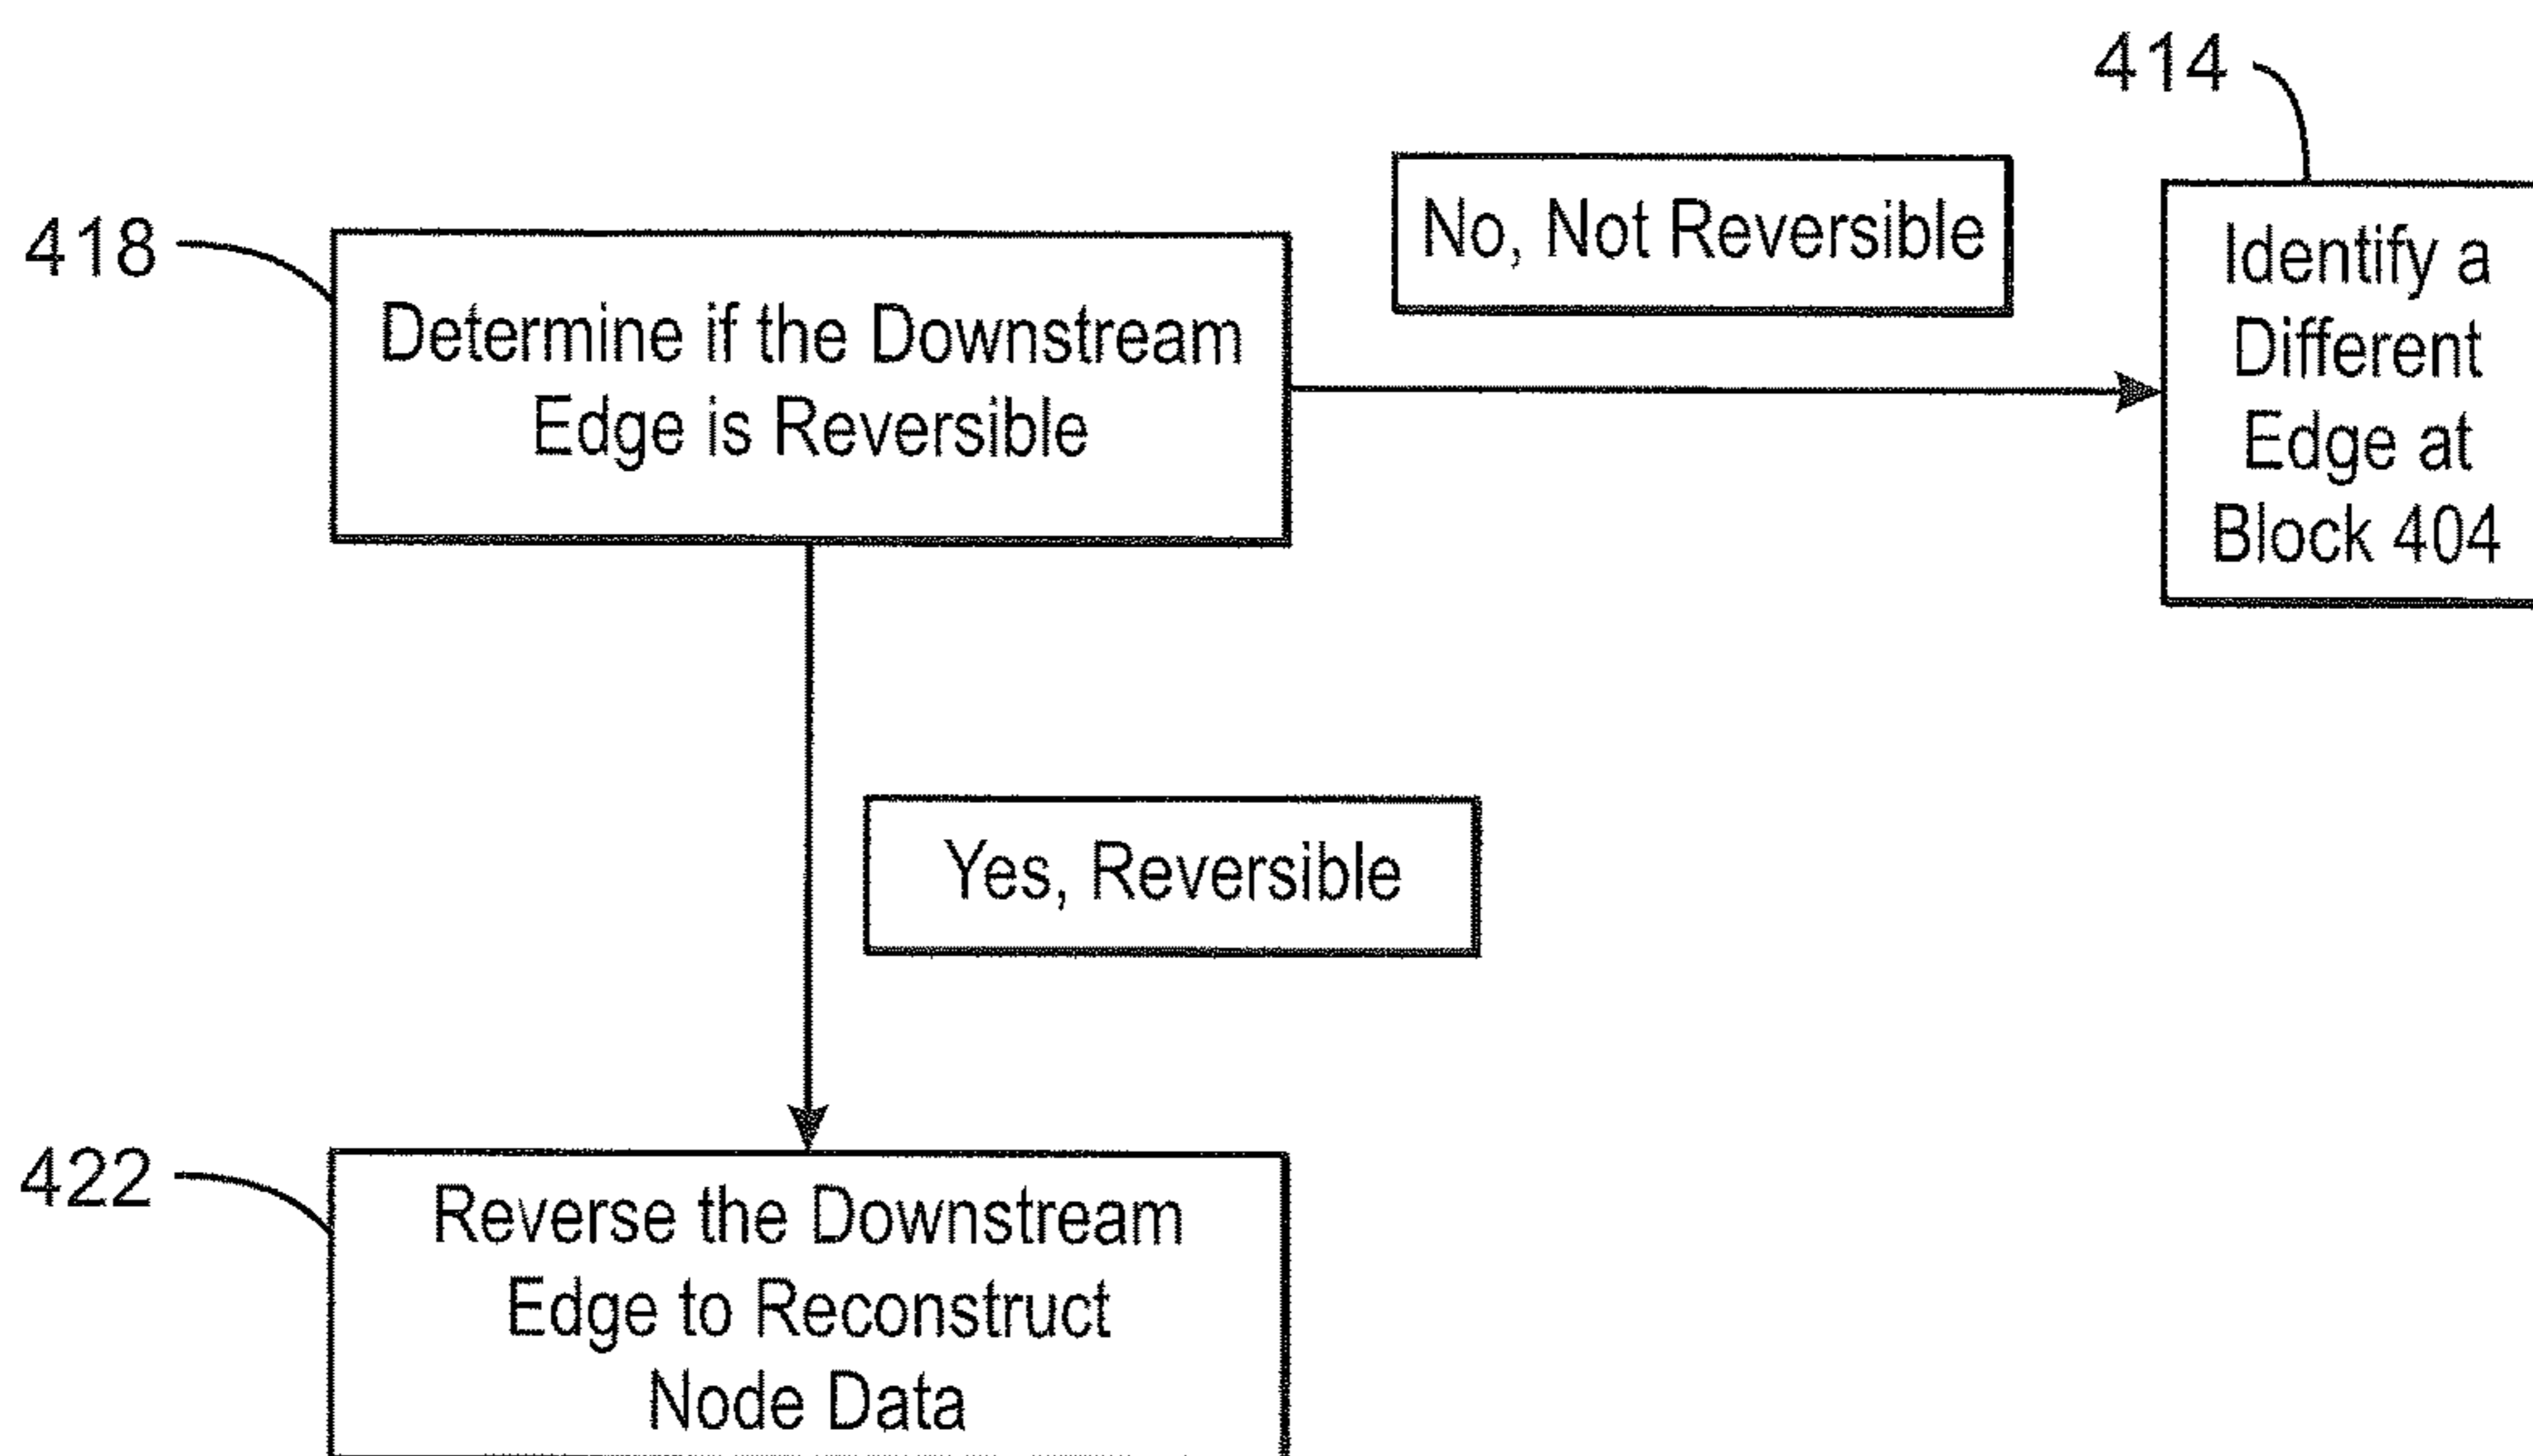 414
No, Not Reversible
418
Determine if the Downstream
Edge is Reversible
Identify a
Different
Edge at
Block 404
Yes, Reversible
422
Reverse the Downstream
Edge to Reconstruct
Node Data